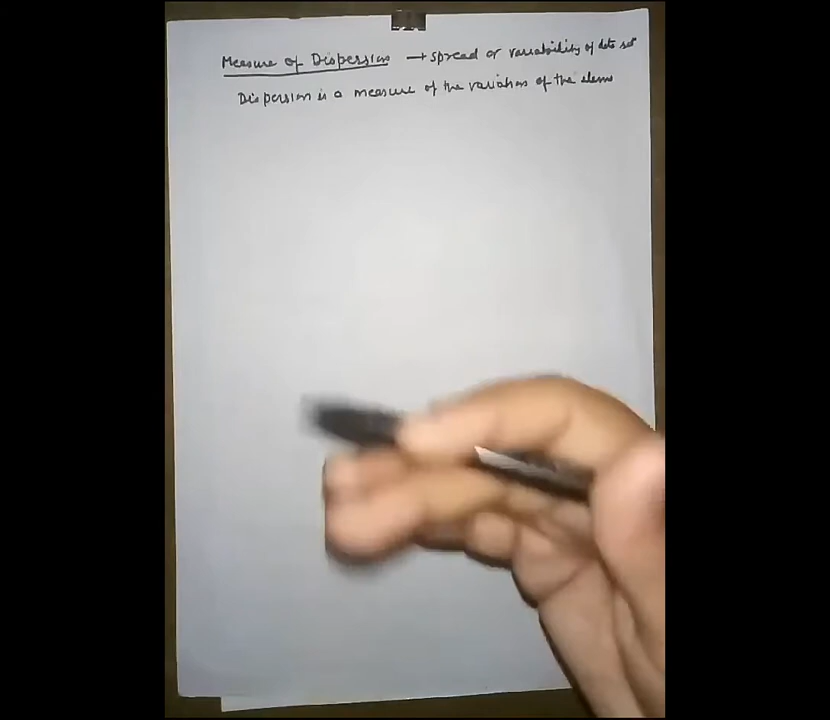 Measure of Dispersion → Spread or variability of data set
Dispersion is a measure of the variation of the items